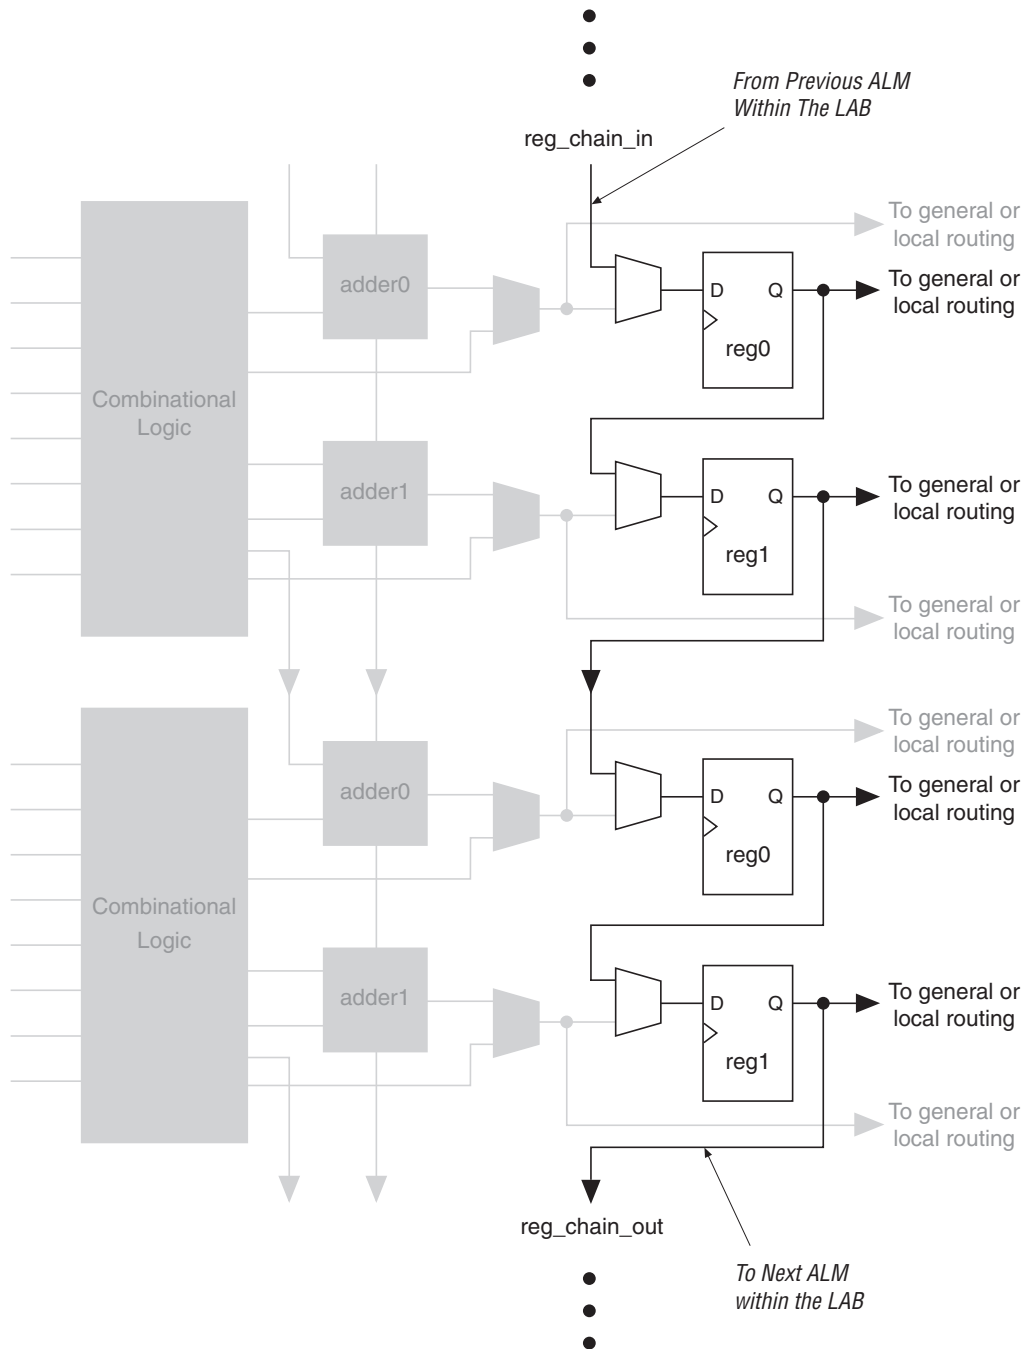 From Previous ALM
Within The LAB
reg_chain_in
To general or
local routing
adder0
To general or
local routing
D
Q
reg0
Combinational
Logic
adder1
To general or
local routing
D
Q
reg1
To general or
local routing
To general or
local routing
adder0
To general or
local routing
D
Q
reg0
Combinational
Logic
adder1
To general or
local routing
D
Q
reg1
To general or
local routing
reg_chain_out
To Next ALM
within the LAB